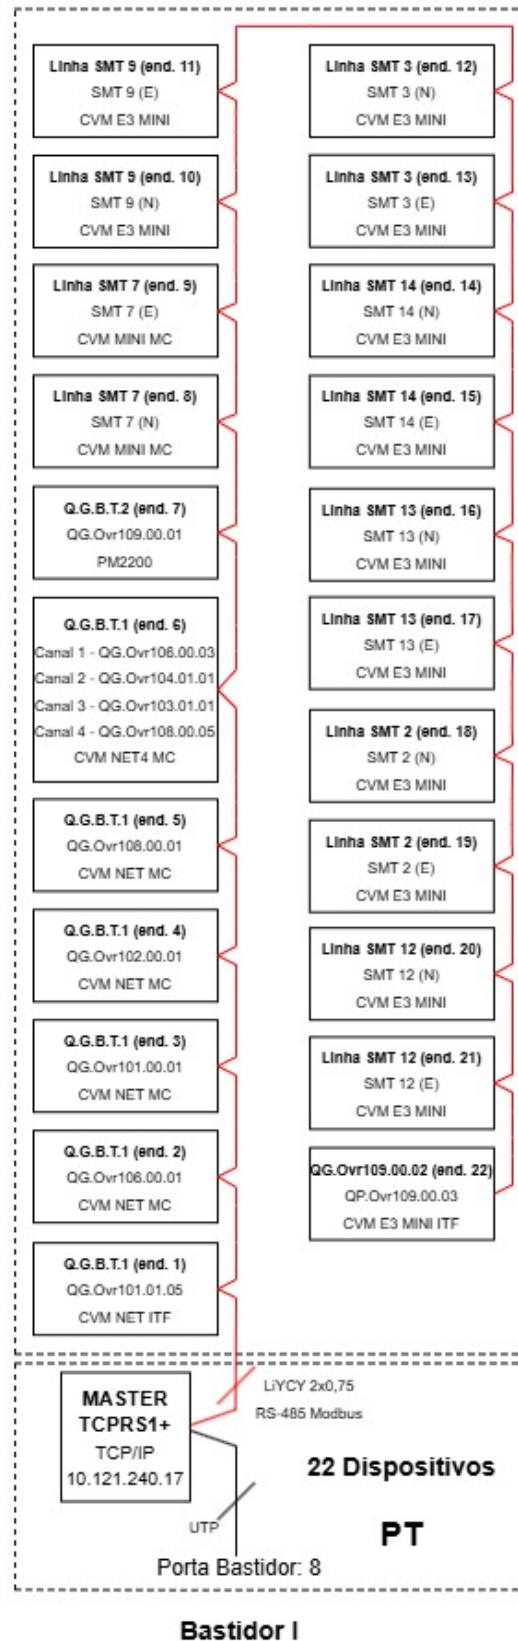 Linha SMT 9 (end. 11)
SMT 9 (E)
CVM E3 MINI
Linha SMT 9 (end. 10)
SMT 9 (N)
CVM E3 MINI
Linha SMT 7 (end. 9)
SMT 7 (E)
CVM MINI MC
Linha SMT 7 (end. 8)
SMT 7 (N)
CVM MINI MC
Q.G.B.T.2 (end. 7)
QG.Ovr109.00.01
PM2200
Q.G.B.T.1 (end. 6)
Canal 1 - QG.Ovr106.00.03
Canal 2 - QG.Ovr104.01.01
Canal 3 - QG.Ovr103.01.01
Canal 4 - QG.Ovr108.00.05
CVM NET4 MC
Q.G.B.T.1 (end. 5)
QG.Ovr108.00.01
CVM NET MC
Q.G.B.T.1 (end. 4)
QG.Ovr102.00.01
CVM NET MC
Q.G.B.T.1 (end. 3)
QG.Ovr101.00.01
CVM NET MC
Q.G.B.T.1 (end. 2)
QG.Ovr106.00.01
CVM NET MC
Q.G.B.T.1 (end. 1)
QG.Ovr101.01.05
CVM NET ITF
Linha SMT 3 (end. 12)
SMT 3 (N)
CVM E3 MINI
Linha SMT 3 (end. 13)
SMT 3 (E)
CVM E3 MINI
Linha SMT 14 (end. 14)
SMT 14 (N)
CVM E3 MINI
Linha SMT 14 (end. 15)
SMT 14 (E)
CVM E3 MINI
Linha SMT 13 (end. 16)
SMT 13 (N)
CVM E3 MINI
Linha SMT 13 (end. 17)
SMT 13 (E)
CVM E3 MINI
Linha SMT 2 (end. 18)
SMT 2 (N)
CVM E3 MINI
Linha SMT 2 (end. 19)
SMT 2 (E)
CVM E3 MINI
Linha SMT 12 (end. 20)
SMT 12 (N)
CVM E3 MINI
Linha SMT 12 (end. 21)
SMT 12 (E)
CVM E3 MINI
QG.Ovr109.00.02 (end. 22)
QP.Ovr109.00.03
CVM E3 MINI ITF
MASTER
TCPRS1+
TCP/IP
10.121.240.17
LiYCY 2x0,75
RS-485 Modbus
22 Dispositivos
UTP
PT
Porta Bastidor: 8
Bastidor I